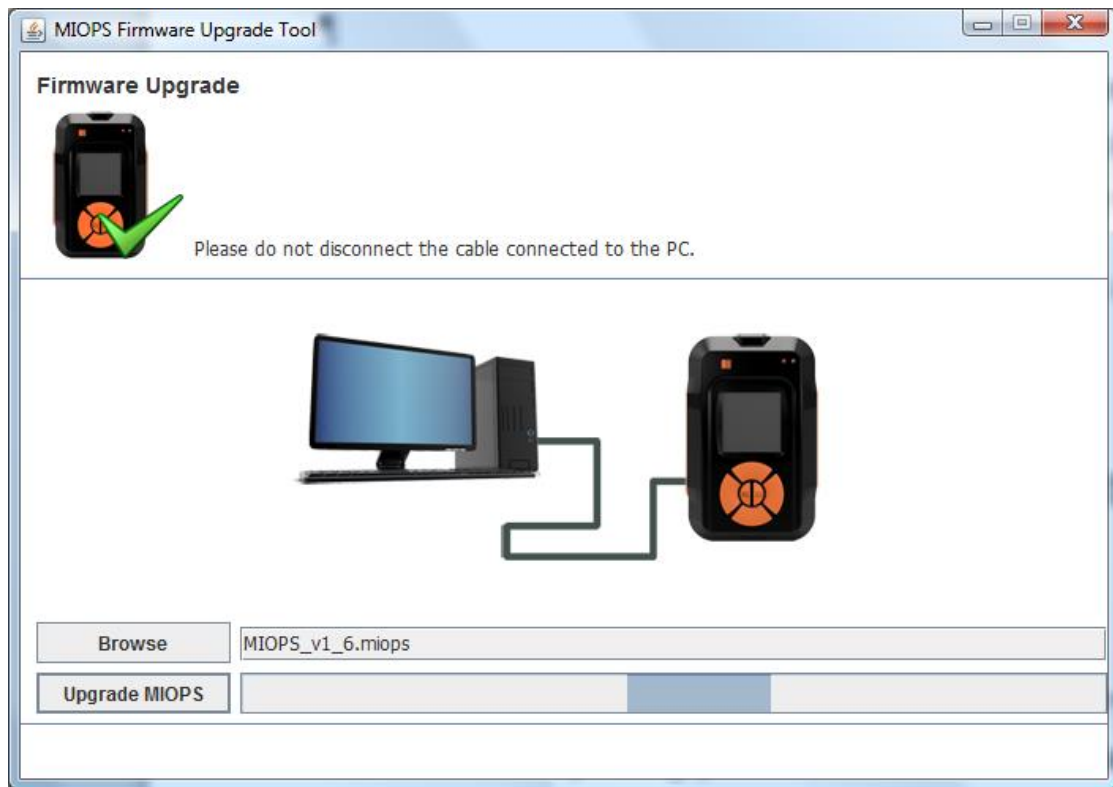 MIOPS Firmware Upgrade Tool
Firmware Upgrade
Please do not disconnect the cable connected to the PC.
Browse
MIOPS_v1_6.miops
Upgrade MIOPS